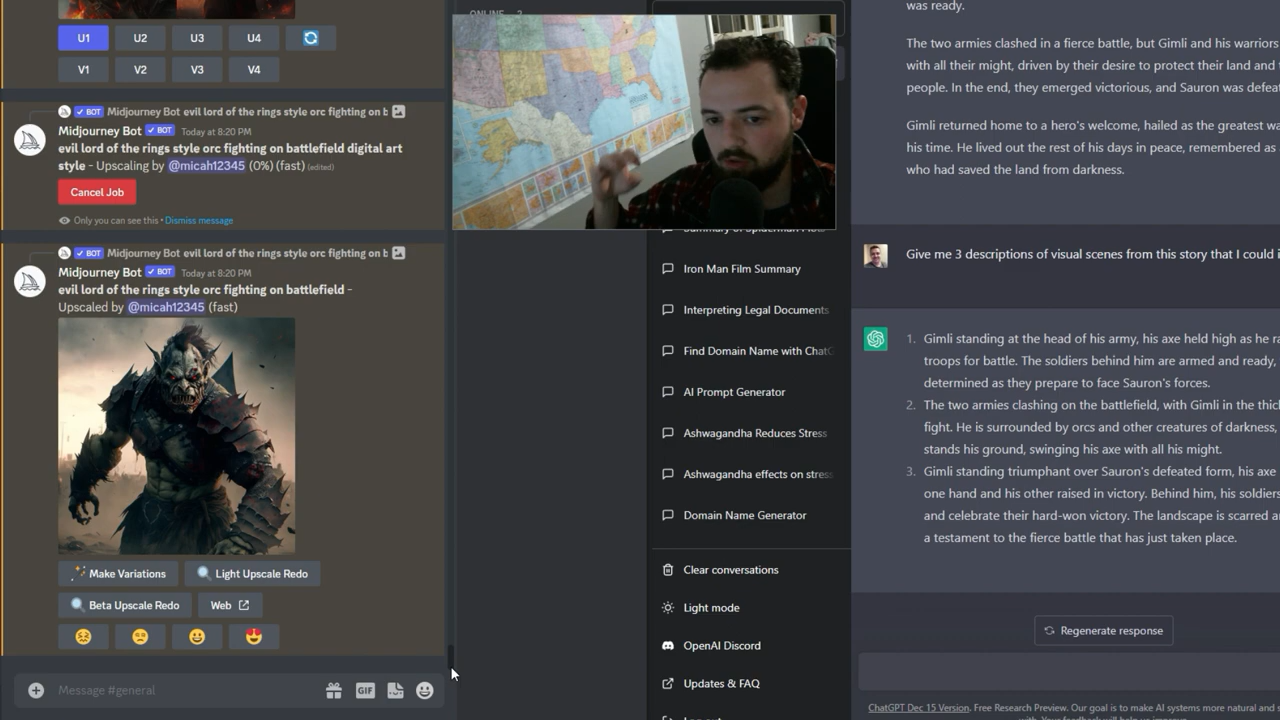 U1 U2 U3 U4
V1 V2 V3 V4
BOT Midjourney Bot evil lord of the rings style orc fighting on b
Midjourney Bot BOT Today at 8:20 PM
evil lord of the rings style orc fighting on battlefield digital art
style - Upscaling by @micah12345 (0%) (fast) (edited)
Cancel Job
Only you can see this • Dismiss message
BOT Midjourney Bot evil lord of the rings style orc fighting on b
Midjourney Bot BOT Today at 8:20 PM
evil lord of the rings style orc fighting on battlefield -
Upscaled by @micah12345 (fast)
Make Variations Light Upscale Redo
Beta Upscale Redo Web
Message #general
GIF
ONLINE
Iron Man Film Summary
Interpreting Legal Documents
Find Domain Name with ChatG
AI Prompt Generator
Ashwagandha Reduces Stress
Ashwagandha effects on stress
Domain Name Generator
Clear conversations
Light mode
OpenAI Discord
Updates & FAQ
was ready.
The two armies clashed in a fierce battle, but Gimli and his warriors
with all their might, driven by their desire to protect their land and
people. In the end, they emerged victorious, and Sauron was defea
Gimli returned home to a hero's welcome, hailed as the greatest wa
his time. He lived out the rest of his days in peace, remembered as
who had saved the land from darkness.
Give me 3 descriptions of visual scenes from this story that I could i
1. Gimli standing at the head of his army, his axe held high as he ra
troops for battle. The soldiers behind him are armed and ready,
determined as they prepare to face Sauron's forces.
2. The two armies clashing on the battlefield, with Gimli in the thic
fight. He is surrounded by orcs and other creatures of darkness,
stands his ground, swinging his axe with all his might.
3. Gimli standing triumphant over Sauron's defeated form, his axe
one hand and his other raised in victory. Behind him, his soldiers
and celebrate their hard-won victory. The landscape is scarred a
a testament to the fierce battle that has just taken place.
Regenerate response
ChatGPT Dec 15 Version. Free Research Preview. Our goal is to make AI systems more natural and s